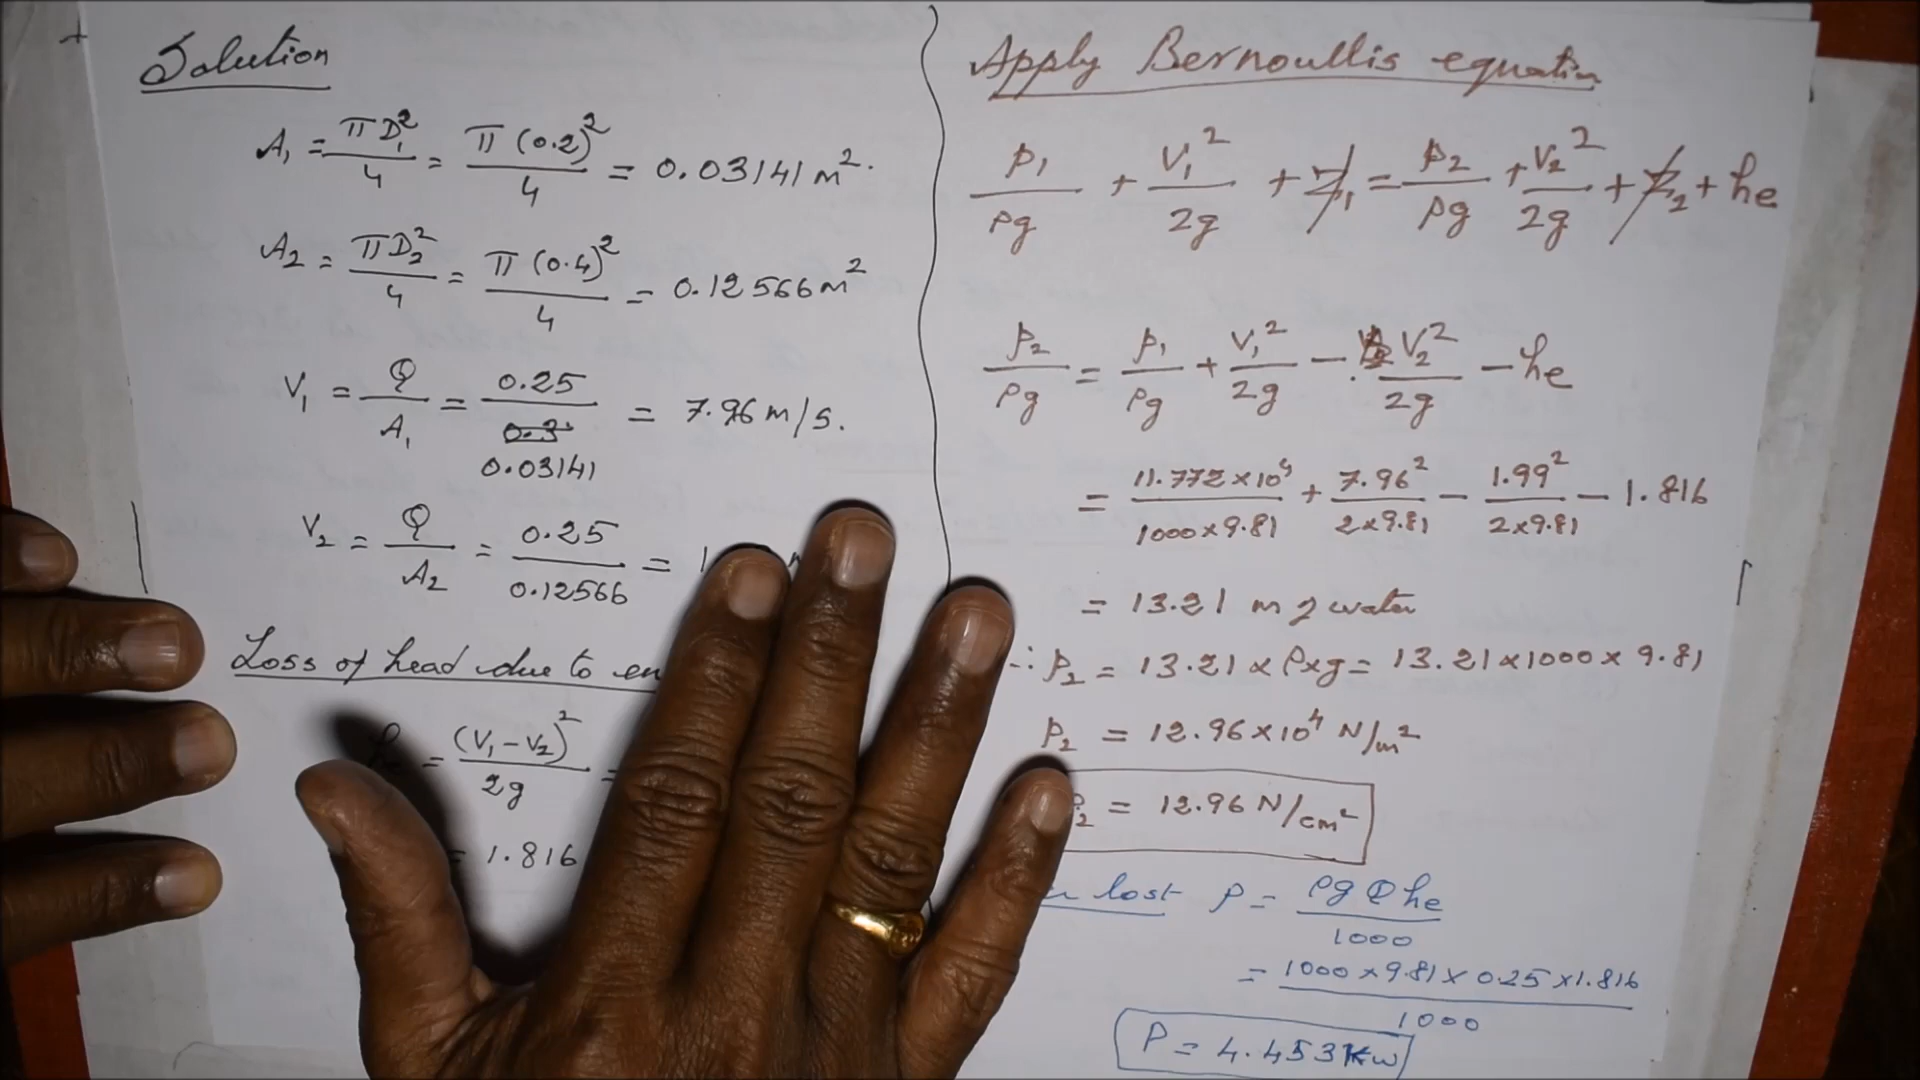 Solution
A₁ = πD₁²/4 = π(0.2)²/4 = 0.03141 m².
A₂ = πD₂²/4 = π(0.4)²/4 = 0.12566 m²
V₁ = Q/A₁ = 0.25/0.03141 = 7.96 m/s.
V₂ = Q/A₂ = 0.25/0.12566 =
Loss of head due to
he = (V₁ - V₂)²/2g =
= 1.816
Apply Bernoullis equation
p₁/ρg + V₁²/2g + z₁ = p₂/ρg + V₂²/2g + z₂ + he
p₂/ρg = p₁/ρg + V₁²/2g - V₂²/2g - he
= 11.772×10⁴/1000×9.81 + 7.96²/2×9.81 - 1.99²/2×9.81 - 1.816
= 13.21 m of water
∴ p₂ = 13.21 × ρ×g = 13.21×1000×9.81
p₂ = 12.96×10⁴ N/m²
p₂ = 12.96 N/cm²
lost P = ρgQhe/1000
= 1000×9.81×0.25×1.816/1000
P = 4.453 Kw